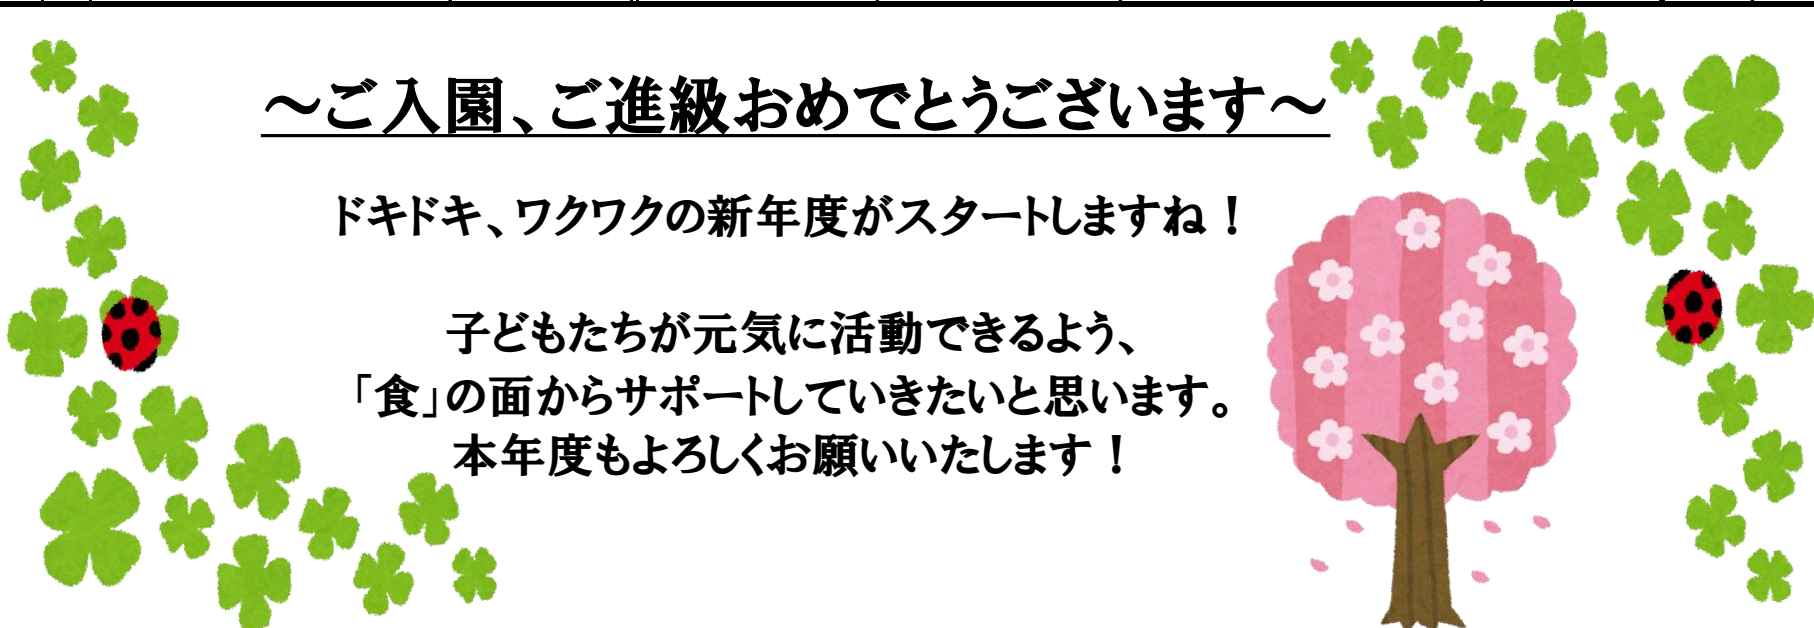 ～ご入園、ご進級おめでとうございます～
ドキドキ、ワクワクの新年度がスタートしますね！
子どもたちが元気に活動できるよう、
「食」の面からサポートしていきたいと思います。
本年度もよろしくお願いいたします！